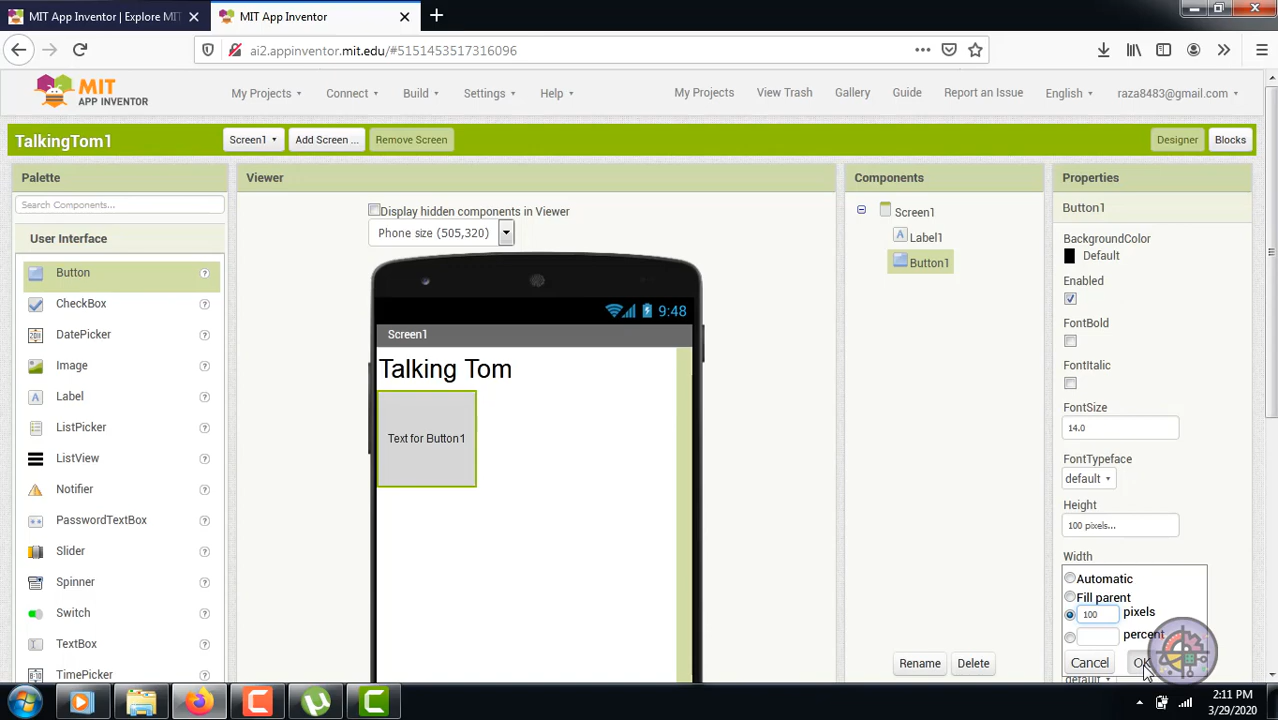 MIT App Inventor | Explore MIT
MIT App Inventor
ai2.appinventor.mit.edu/#5151453517316096
MIT
APP INVENTOR
My Projects
Connect
Build
Settings
Help
My Projects
View Trash
Gallery
Guide
Report an Issue
English
raza8483@gmail.com
TalkingTom1
Screen1
Add Screen ...
Remove Screen
Designer
Blocks
Palette
Search Components...
User Interface
Button
CheckBox
DatePicker
Image
Label
ListPicker
ListView
Notifier
PasswordTextBox
Slider
Spinner
Switch
TextBox
TimePicker
Viewer
Display hidden components in Viewer
Phone size (505,320)
9:48
Screen1
Talking Tom
Text for Button1
Components
Screen1
Label1
Button1
Rename
Delete
Properties
Button1
BackgroundColor
Default
Enabled
FontBold
FontItalic
FontSize
14.0
FontTypeface
default
Height
100 pixels...
Width
Automatic
Fill parent
100 pixels
percent
Cancel
OK
default
2:11 PM
3/29/2020